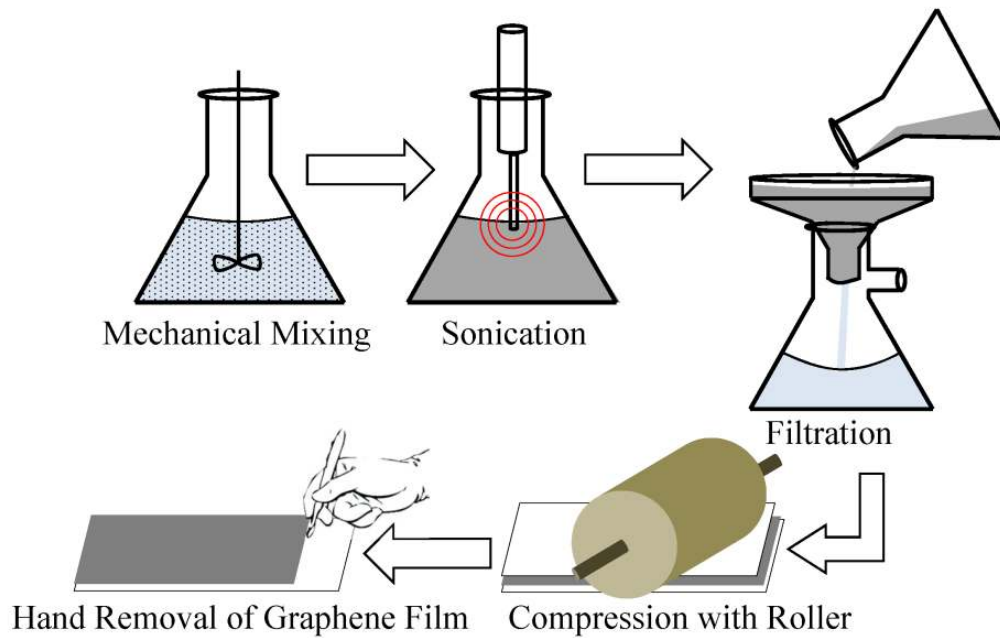 Mechanical Mixing
Sonication
Filtration
Hand Removal of Graphene Film
Compression with Roller